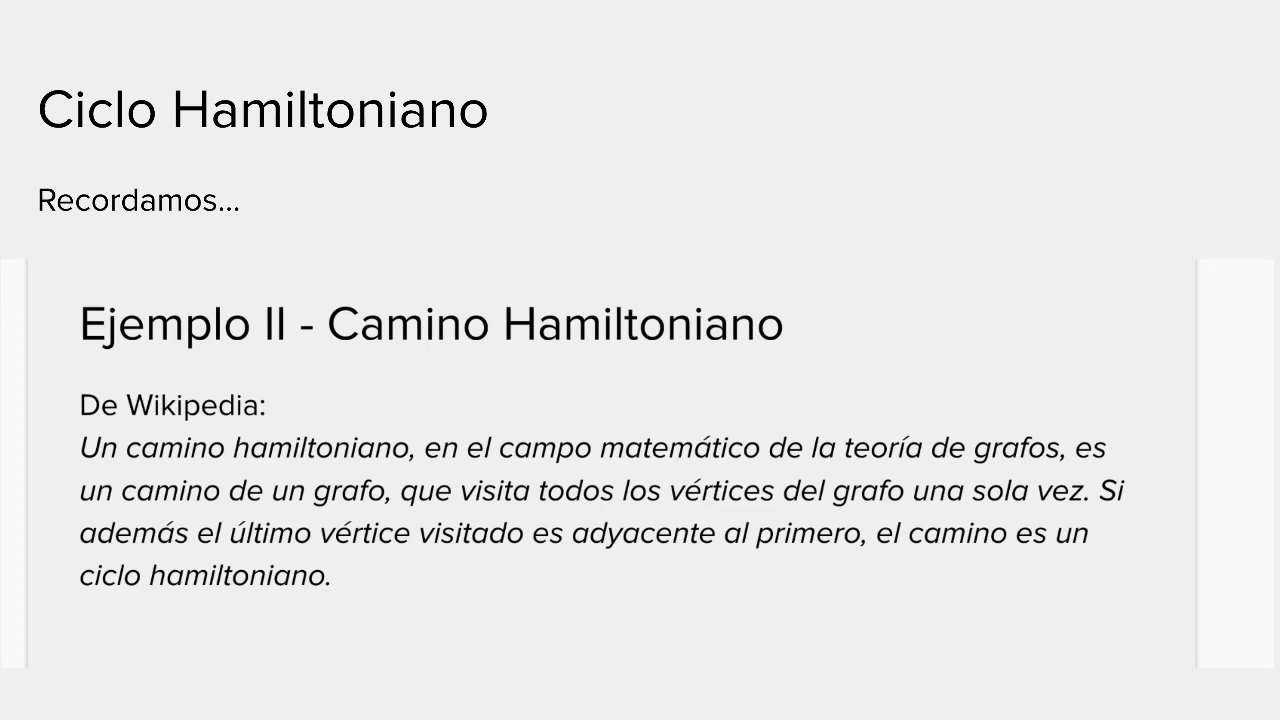 Ciclo Hamiltoniano
Recordamos...
Ejemplo II - Camino Hamiltoniano
De Wikipedia:
Un camino hamiltoniano, en el campo matemático de la teoría de grafos, es
un camino de un grafo, que visita todos los vértices del grafo una sola vez. Si
además el último vértice visitado es adyacente al primero, el camino es un
ciclo hamiltoniano.